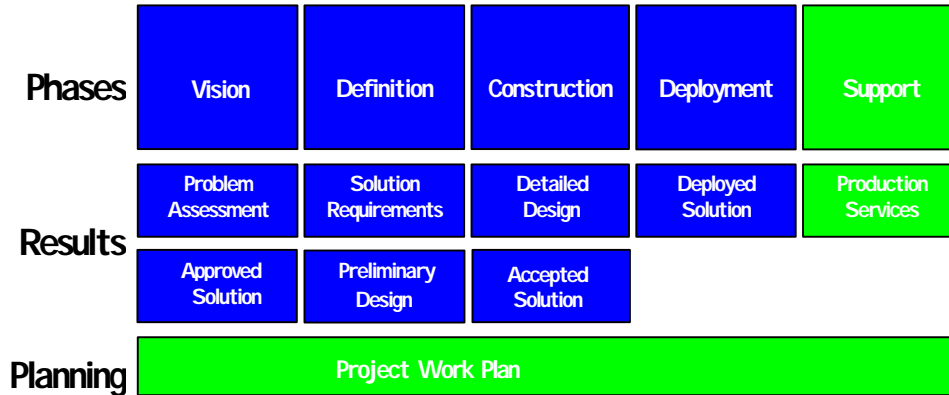 Phases
Vision
Definition
Construction
Deployment
Support
Results
Problem
Assessment
Solution
Requirements
Detailed
Design
Deployed
Solution
Production
Services
Approved
Solution
Preliminary
Design
Accepted
Solution
Planning
Project Work Plan